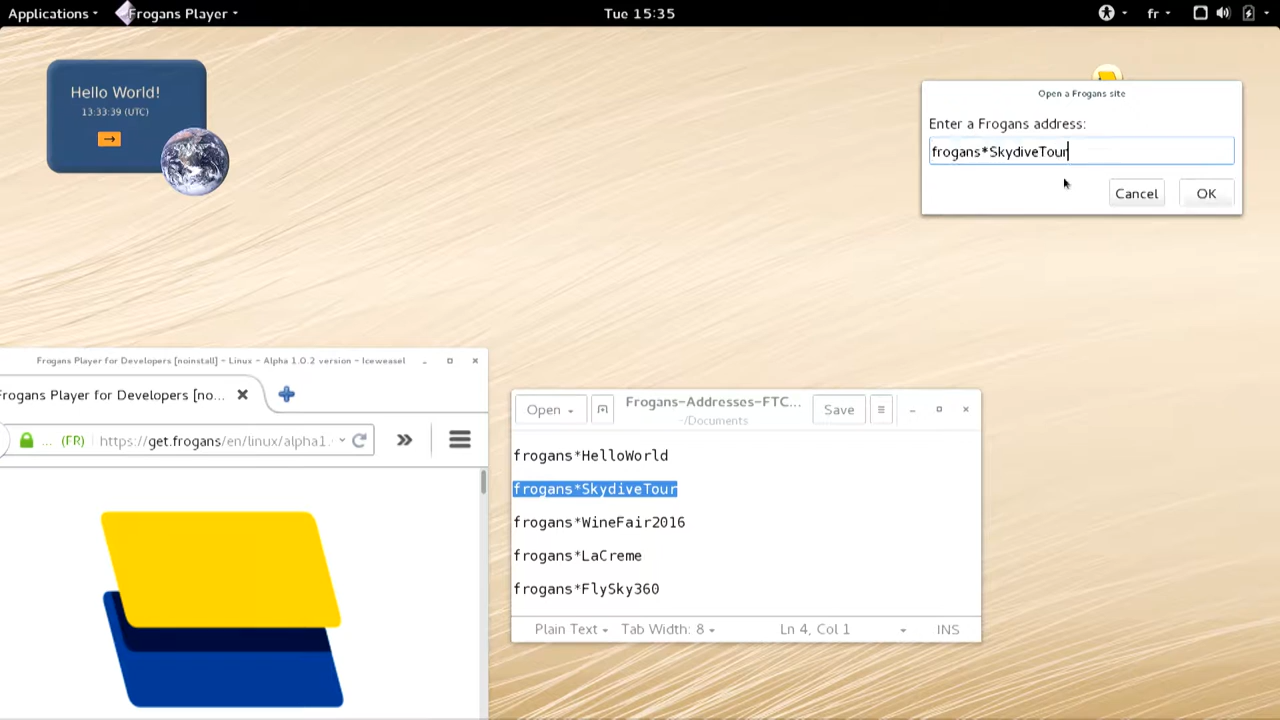 Applications
Frogans Player
Tue 15:35
fr
Hello World!
13:33:39 (UTC)
→
Open a Frogans site
Enter a Frogans address:
frogans*SkydiveTour
Cancel
OK
Frogans Player for Developers [noinstall] – Linux – Alpha 1.0.2 version – Iceweasel
Frogans Player for Developers [no...
... (FR) https://get.frogans/en/linux/alpha1.
Open
Frogans-Addresses-FTC...
~/Documents
Save
frogans*HelloWorld
frogans*SkydiveTour
frogans*WineFair2016
frogans*LaCreme
frogans*FlySky360
Plain Text
Tab Width: 8
Ln 4, Col 1
INS